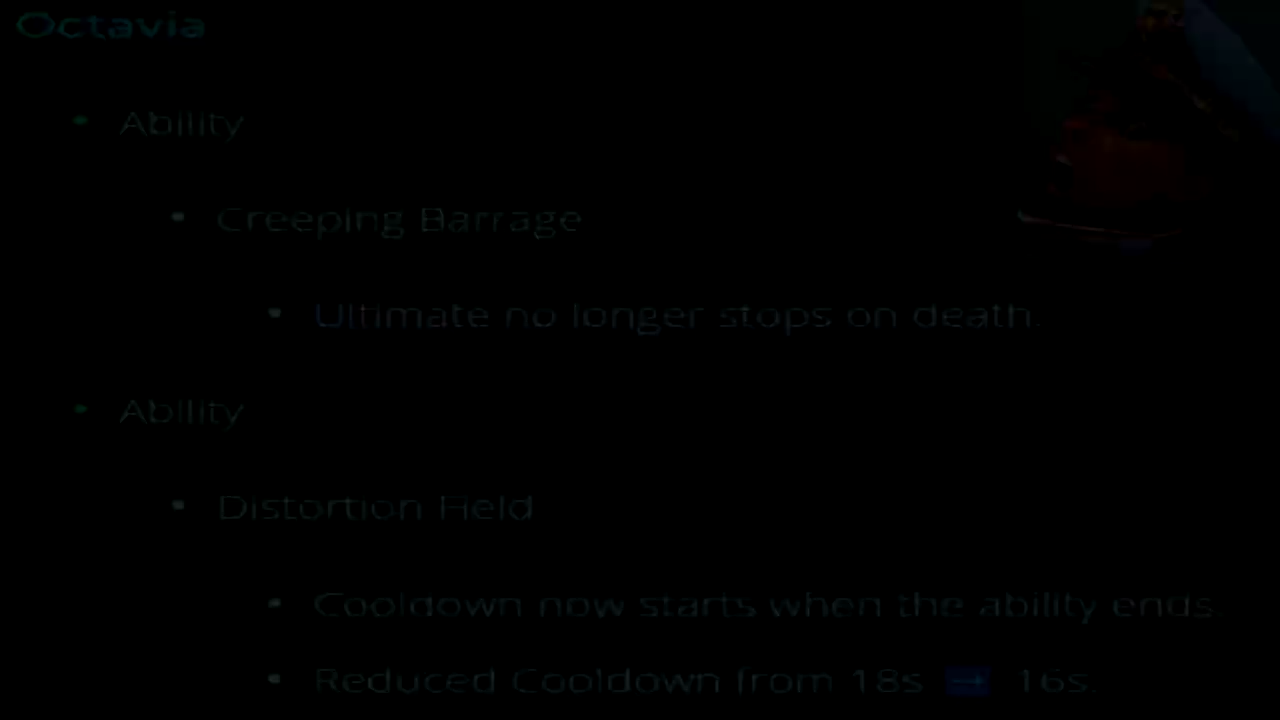 Octavia
• Ability
▪ Creeping Barrage
▪ Ultimate no longer stops on death.
• Ability
▪ Distortion Field
▪ Cooldown now starts when the ability ends.
▪ Reduced Cooldown from 18s ➡ 16s.